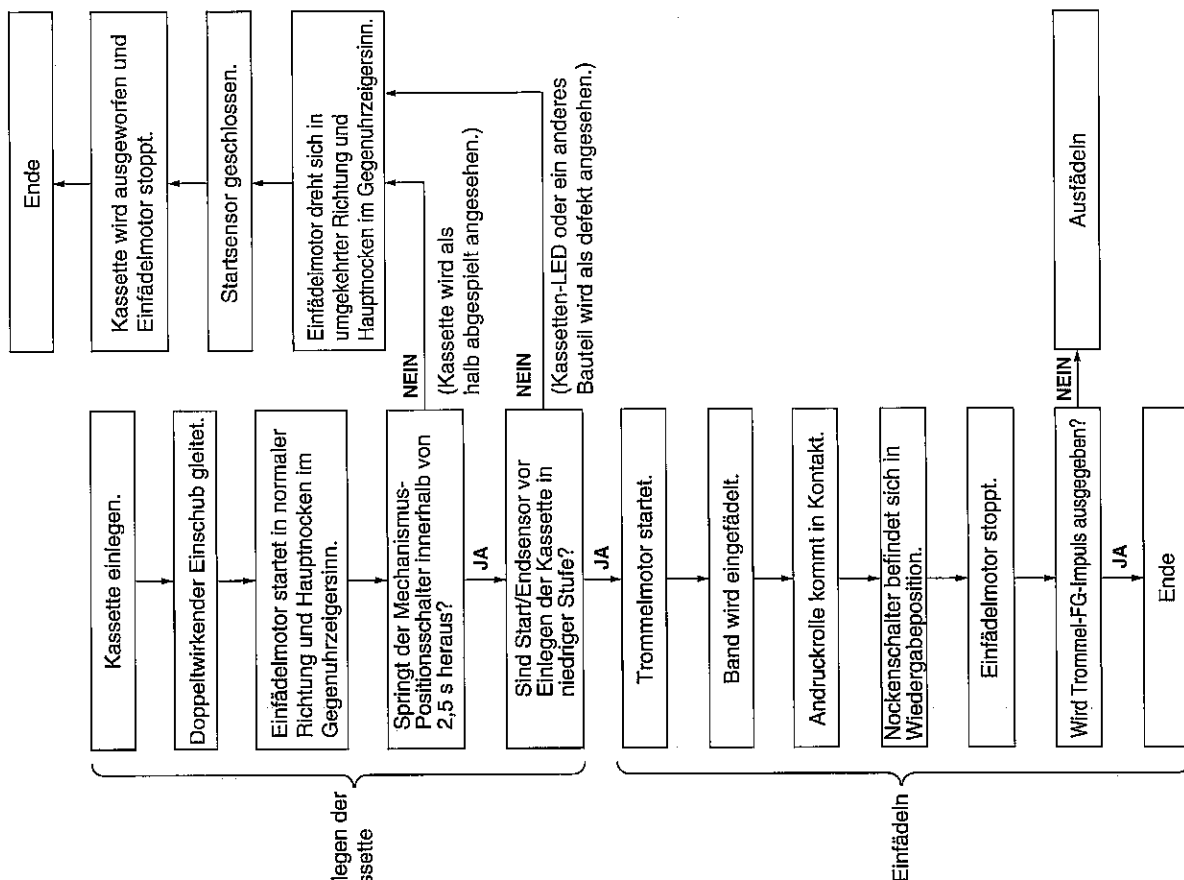 legen der
ssette
Kassette einlegen.
Doppeltwirkender Einschub gleitet.
Einfädelmotor startet in normaler
Richtung und Hauptnocken im
Gegenuhrzeigersinn.
Springt der Mechanismus-
Positionsschalter innerhalb von
2,5 s heraus?
NEIN
(Kassette wird als
halb abgespielt angesehen.)
JA
Sind Start/Endsensor vor
Einlegen der Kassette in
niedriger Stufe?
NEIN
(Kassetten-LED oder ein anderes
Bauteil wird als defekt angesehen.)
JA
Einfädelmotor dreht sich in
umgekehrter Richtung und
Hauptnocken im Gegenuhrzeigersinn.
Startsensor geschlossen.
Kassette wird ausgeworfen und
Einfädelmotor stoppt.
Ende
Einfädeln
Trommelmotor startet.
Band wird eingefädelt.
Andruckrolle kommt in Kontakt.
Nockenschalter befindet sich in
Wiedergabeposition.
Einfädelmotor stoppt.
Wird Trommel-FG-Impuls ausgegeben?
NEIN
Ausfädeln
JA
Ende